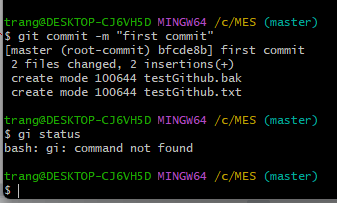 trang@DESKTOP-CJ6VH5D MINGW64 /c/MES (master)
$ git commit -m "first commit"
[master (root-commit) bfcde8b] first commit
 2 files changed, 2 insertions(+)
 create mode 100644 testGithub.bak
 create mode 100644 testGithub.txt

trang@DESKTOP-CJ6VH5D MINGW64 /c/MES (master)
$ gi status
bash: gi: command not found

trang@DESKTOP-CJ6VH5D MINGW64 /c/MES (master)
$